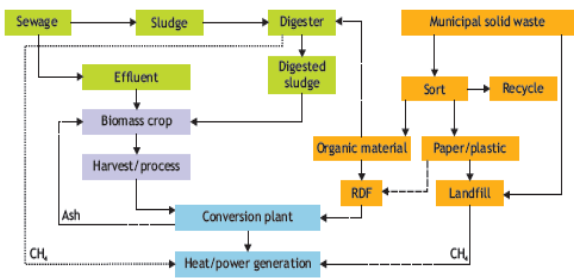 Sewage
Sludge
Digester
Municipal solid waste
Effluent
Digested
sludge
Sort
Recycle
Biomass crop
Harvest/process
Organic material
Paper/plastic
RDF
Landfill
Ash
Conversion plant
CH₄
Heat/power generation
CH₄